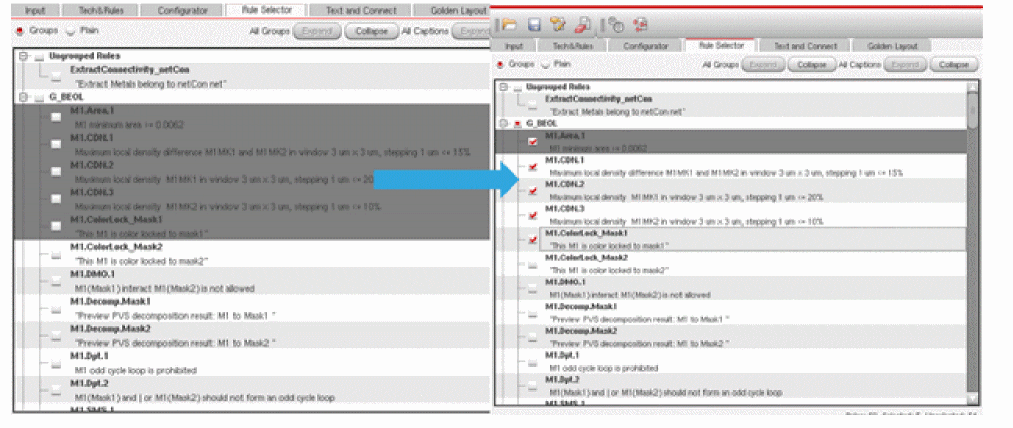 Input Tech&Rules Configurator Rule Selector Text and Connect Golden Layout
Groups Plain All Groups Expand Collapse All Captions Expand
Ungrouped Rules
ExtractConnectivity_netCon
"Extract Metals belong to netCon net"
G_BEOL
M1.Area.1
M1 minimum area >= 0.0062
M1.CDN.1
Maximum local density difference M1MK1 and M1MK2 in window 3 um x 3 um, stepping 1 um <= 15%
M1.CDN.2
Maximum local density M1MK1 in window 3 um x 3 um, stepping 1 um <= 20
M1.CDN.3
Maximum local density M1MK2 in window 3 um x 3 um, stepping 1 um <= 10%
M1.ColorLock_Mask1
"This M1 is color locked to mask1"
M1.ColorLock_Mask2
"This M1 is color locked to mask2"
M1.DMO.1
M1(Mask1) interact M1(Mask2) is not allowed
M1.Decomp.Mask1
"Preview PVS decomposition result: M1 to Mask1 "
M1.Decomp.Mask2
"Preview PVS decomposition result: M1 to Mask2 "
M1.Dpt.1
M1 odd cycle loop is prohibited
M1.Dpt.2
M1(Mask1) and | or M1(Mask2) should not form an odd cycle loop
M1.SMS.1
Input Tech&Rules Configurator Rule Selector Text and Connect Golden Layout
Groups Plain All Groups Expand Collapse All Captions Expand Collapse
Ungrouped Rules
ExtractConnectivity_netCon
"Extract Metals belong to netCon net"
G_BEOL
M1.Area.1
M1 minimum area >= 0.0062
M1.CDN.1
Maximum local density difference M1MK1 and M1MK2 in window 3 um x 3 um, stepping 1 um <= 15%
M1.CDN.2
Maximum local density M1MK1 in window 3 um x 3 um, stepping 1 um <= 20%
M1.CDN.3
Maximum local density M1MK2 in window 3 um x 3 um, stepping 1 um <= 10%
M1.ColorLock_Mask1
"This M1 is color locked to mask1"
M1.ColorLock_Mask2
"This M1 is color locked to mask2"
M1.DMO.1
M1(Mask1) interact M1(Mask2) is not allowed
M1.Decomp.Mask1
"Preview PVS decomposition result: M1 to Mask1 "
M1.Decomp.Mask2
"Preview PVS decomposition result: M1 to Mask2 "
M1.Dpt.1
M1 odd cycle loop is prohibited
M1.Dpt.2
M1(Mask1) and | or M1(Mask2) should not form an odd cycle loop
M1.SMS.1